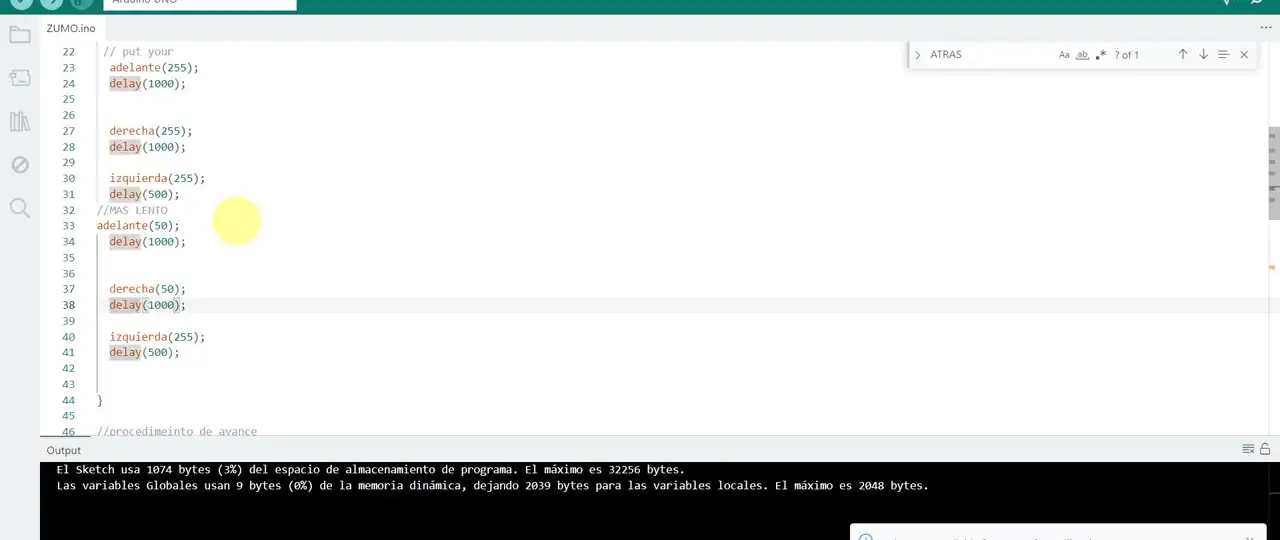 Arduino UNO
ZUMO.ino
ATRAS
Aa ab ? of 1
22 // put your
23 adelante(255);
24 delay(1000);
25
26
27 derecha(255);
28 delay(1000);
29
30 izquierda(255);
31 delay(500);
32 //MAS LENTO
33 adelante(50);
34 delay(1000);
35
36
37 derecha(50);
38 delay(1000);
39
40 izquierda(255);
41 delay(500);
42
43
44 }
45
46 //procedimeinto de avance
Output
El Sketch usa 1074 bytes (3%) del espacio de almacenamiento de programa. El máximo es 32256 bytes.
Las variables Globales usan 9 bytes (0%) de la memoria dinámica, dejando 2039 bytes para las variables locales. El máximo es 2048 bytes.